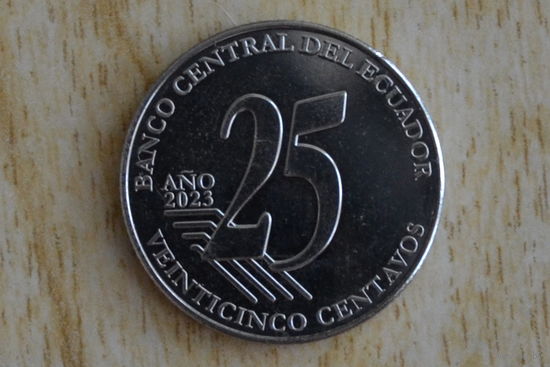 BANCO CENTRAL DEL ECUADOR
25
AÑO
2023
VEINTICINCO CENTAVOS